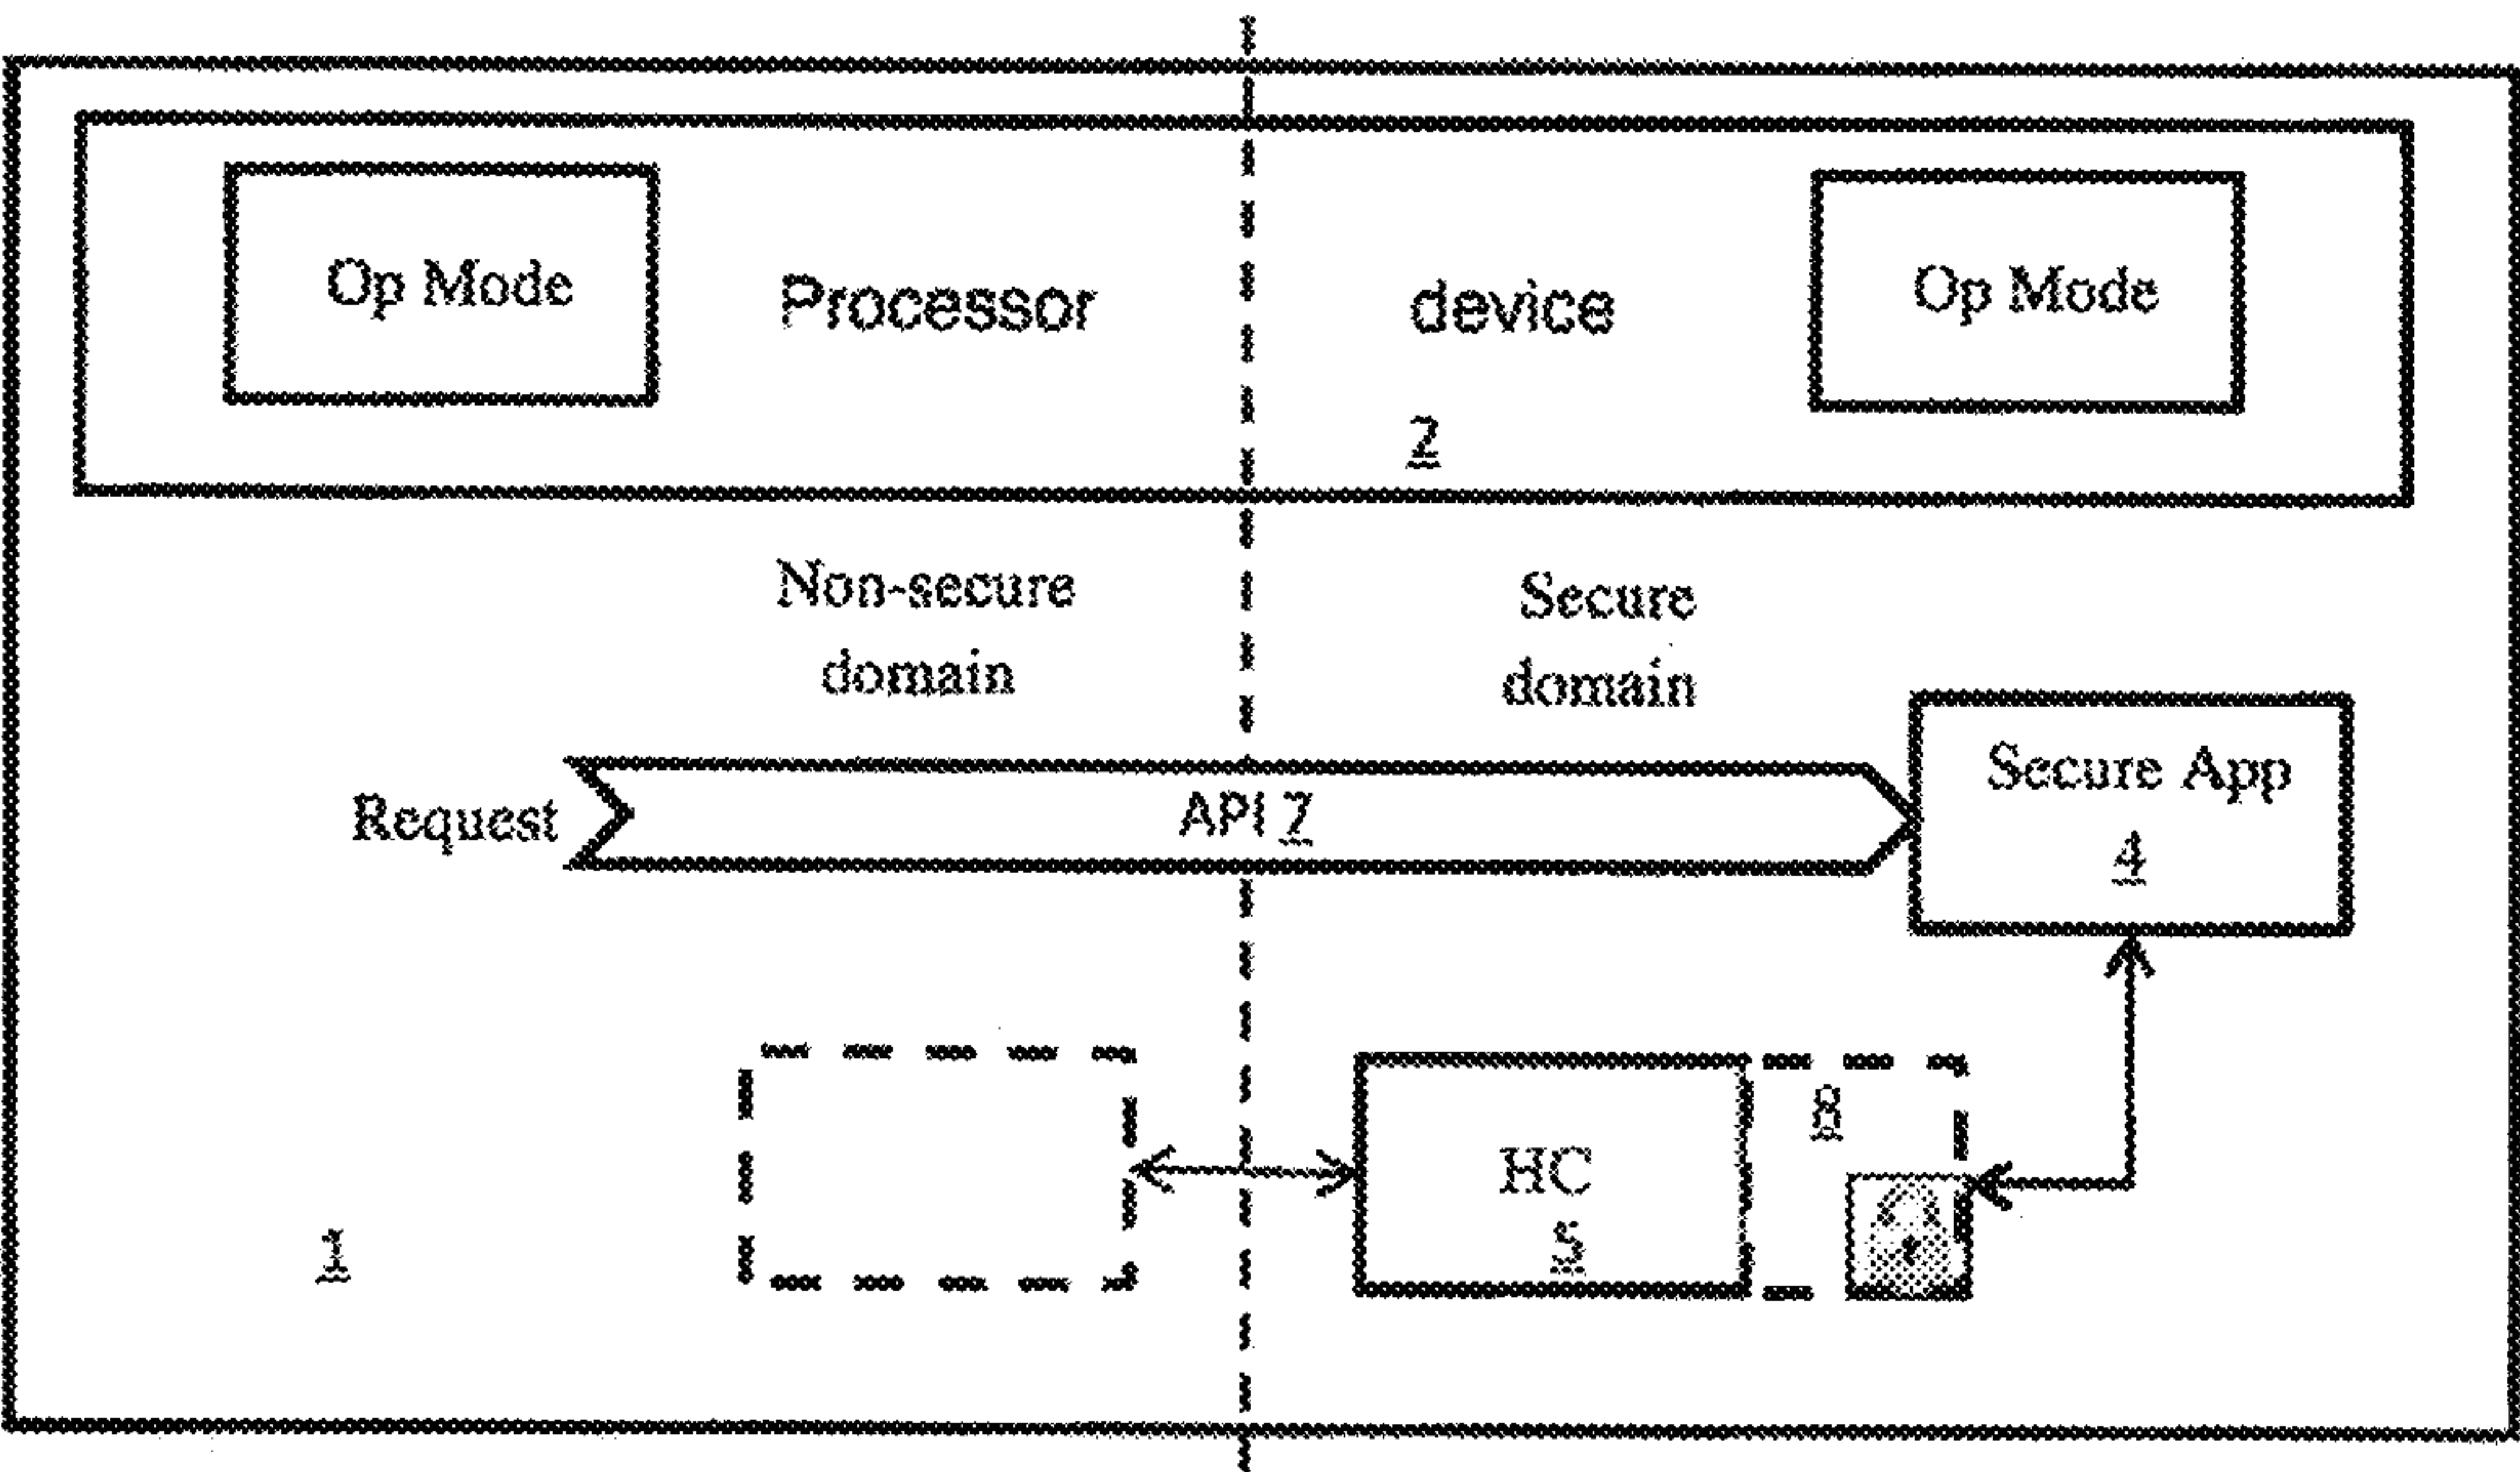 Op Mode Processor device Op Mode
2
Non-secure Secure
domain domain
Secure App
Request API 7
4
8
HC
5
1